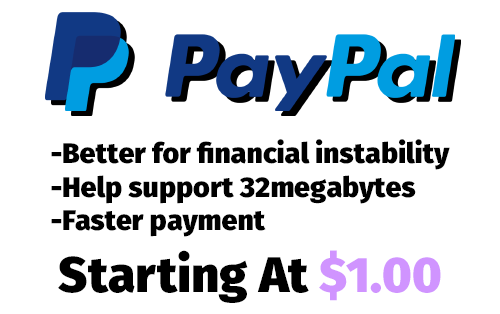 PayPal
-Better for financial instability
-Help support 32megabytes
-Faster payment
Starting At $1.00